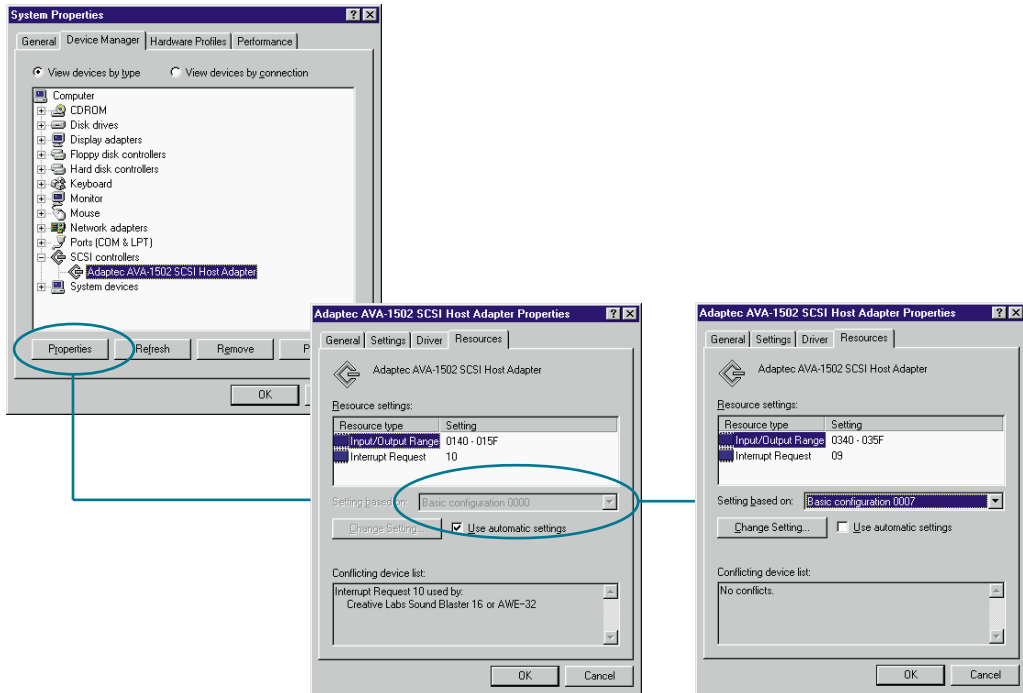 System Properties
General Device Manager Hardware Profiles Performance
View devices by type View devices by connection
Computer
CDROM
Disk drives
Display adapters
Floppy disk controllers
Hard disk controllers
Keyboard
Monitor
Mouse
Network adapters
Ports (COM & LPT)
SCSI controllers
Adaptec AVA-1502 SCSI Host Adapter
System devices
Properties Refresh Remove P
OK
Adaptec AVA-1502 SCSI Host Adapter Properties
General Settings Driver Resources
Adaptec AVA-1502 SCSI Host Adapter
Resource settings:
Resource type Setting
Input/Output Range 0140 - 015F
Interrupt Request 10
Setting based on: Basic configuration 0000
Change Setting... Use automatic settings
Conflicting device list:
Interrupt Request 10 used by:
Creative Labs Sound Blaster 16 or AWE-32
OK Cancel
Adaptec AVA-1502 SCSI Host Adapter Properties
General Settings Driver Resources
Adaptec AVA-1502 SCSI Host Adapter
Resource settings:
Resource type Setting
Input/Output Range 0340 - 035F
Interrupt Request 09
Setting based on: Basic configuration 0007
Change Setting... Use automatic settings
Conflicting device list:
No conflicts.
OK Cancel